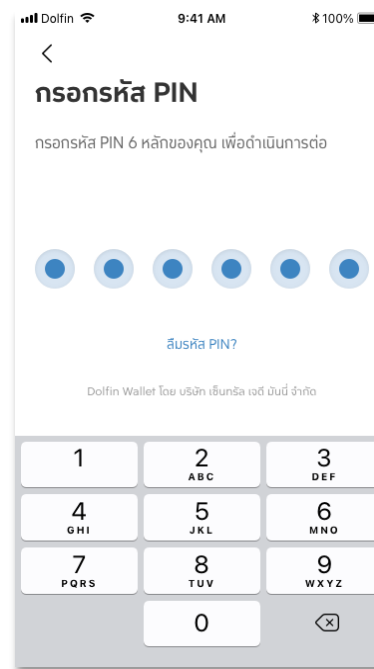 Dolfin 9:41 AM 100%
กรอกรหัส PIN
กรอกรหัส PIN 6 หลักของคุณ เพื่อดำเนินการต่อ
ลืมรหัส PIN?
Dolfin Wallet โดย บริษัท เซ็นทรัล เจดี มันนี่ จำกัด
1 2 3
ABC DEF
4 5 6
GHI JKL MNO
7 8 9
PQRS TUV WXYZ
0